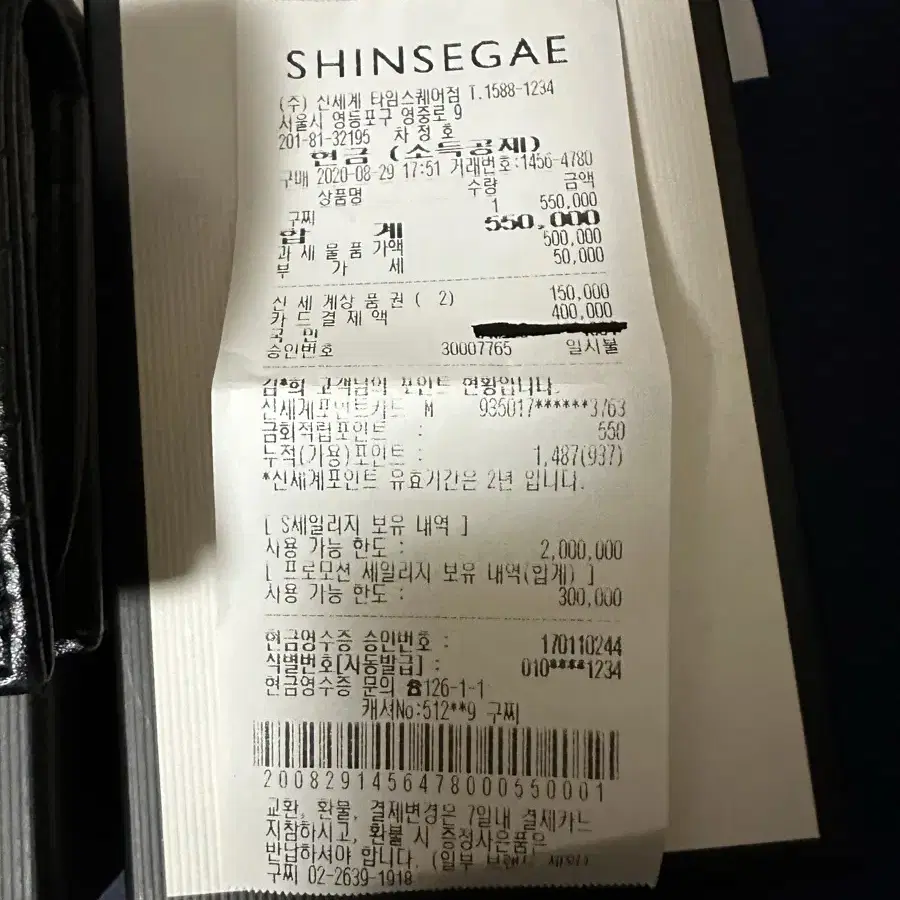 SHINSEGAE
(주) 신세계 타임스퀘어점 T.1588-1234
서울시 영등포구 영중로 9
201-81-32195 차 정 호
현금 (소득공제)
구매 2020-08-29 17:51 거래번호:1456-4780
상품명 수량 금액
구찌 1 550,000
합 계 550,000
과 세 물 품 가액 500,000
부 가 세 50,000
신 세 계상 품 권 ( 2) 150,000
카 드 결 제 액 400,000
국 민
승인번호 30007765 일시불
김*희 고객님의 포인트 현황입니다.
신세계포인트카드 M 935017******3763
금회적립포인트 : 550
누적(가용)포인트 : 1,487(937)
*신세계포인트 유효기간은 2년 입니다.
[ S세일리지 보유 내역 ]
사용 가능 한도 : 2,000,000
[ 프로모션 세일리지 보유 내역(합계) ]
사용 가능 한도 : 300,000
현금영수증 승인번호 : 170110244
식별번호[자동발급] : 010****1234
현금영수증 문의 ☎126-1-1
캐셔No:512**9 구찌
20082914564780000550001
교환, 환불, 결제변경은 7일내 결제카드
지참하시고, 환불 시 증정사은품은
반납하셔야 합니다. (일부 브랜드 제외)
구찌 02-2639-1918